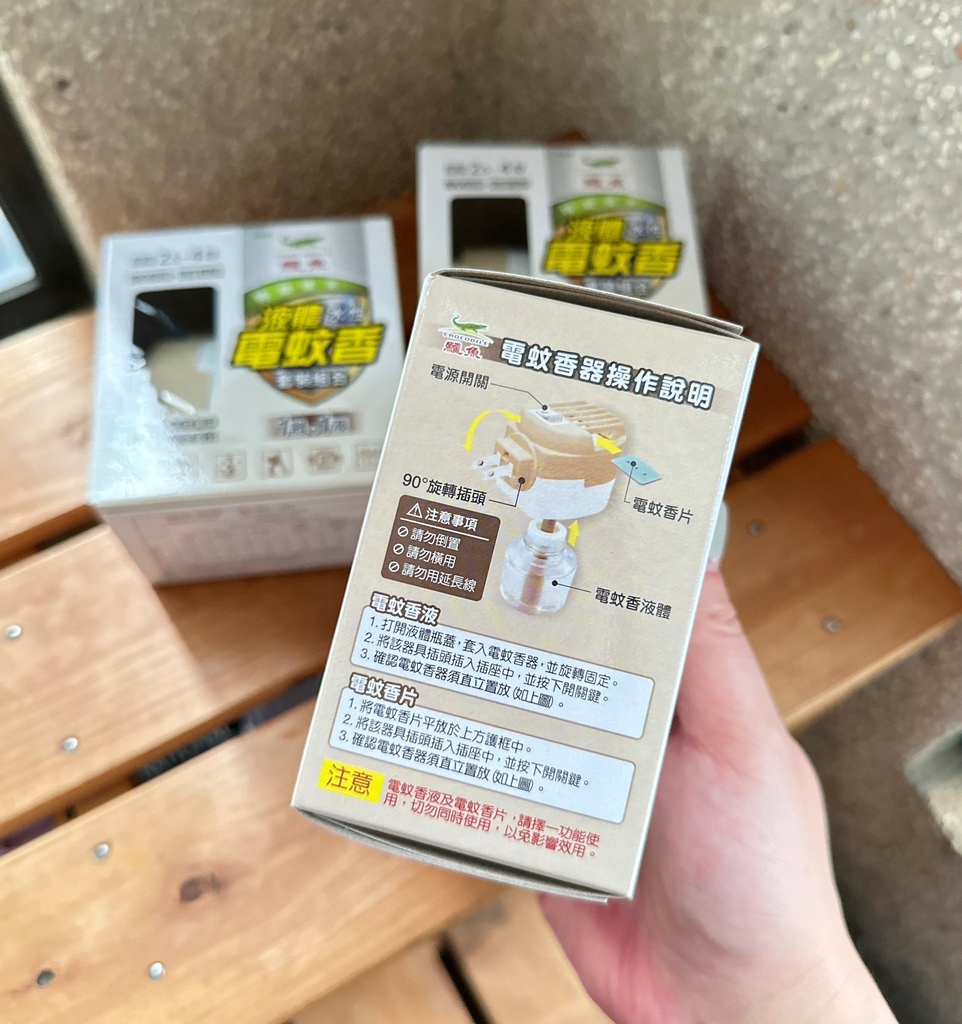 CROCODILE
鱷魚
電蚊香器操作說明
電源開關
90°旋轉插頭
電蚊香片
注意事項
請勿倒置
請勿橫用
請勿用延長線
電蚊香液體
電蚊香液
1. 打開液體瓶蓋，套入電蚊香器，並旋轉固定。
2. 將該器具插頭插入插座中，並按下開關鍵。
3. 確認電蚊香器須直立置放(如上圖)。
電蚊香片
1. 將電蚊香片平放於上方護框中。
2. 將該器具插頭插入插座中，並按下開關鍵。
3. 確認電蚊香器須直立置放(如上圖)。
注意
電蚊香液及電蚊香片，請擇一功能使
用，切勿同時使用，以免影響效用。
鱷魚
液體
電蚊香
鱷魚
液體
電蚊香